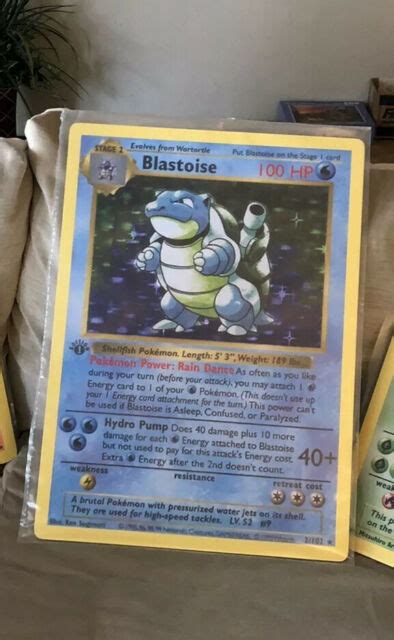 STAGE 2 Evolves from Wartortle Put Blastoise on the Stage 1 card
Blastoise 100 HP
Shellfish Pokémon. Length: 5' 3", Weight: 189 lbs.
Pokémon Power: Rain Dance As often as you like
during your turn (before your attack), you may attach 1
Energy card to 1 of your Pokémon. (This doesn't use up
your 1 Energy card attachment for the turn.) This power can't
be used if Blastoise is Asleep, Confused, or Paralyzed.
Hydro Pump Does 40 damage plus 10 more
damage for each Energy attached to Blastoise
but not used to pay for this attack's Energy cost.
Extra Energy after the 2nd doesn't count.
40+
weakness resistance retreat cost
A brutal Pokémon with pressurized water jets on its shell.
They are used for high-speed tackles. LV. 52 #9
Illus. Ken Sugimori
2/102
This p
on the